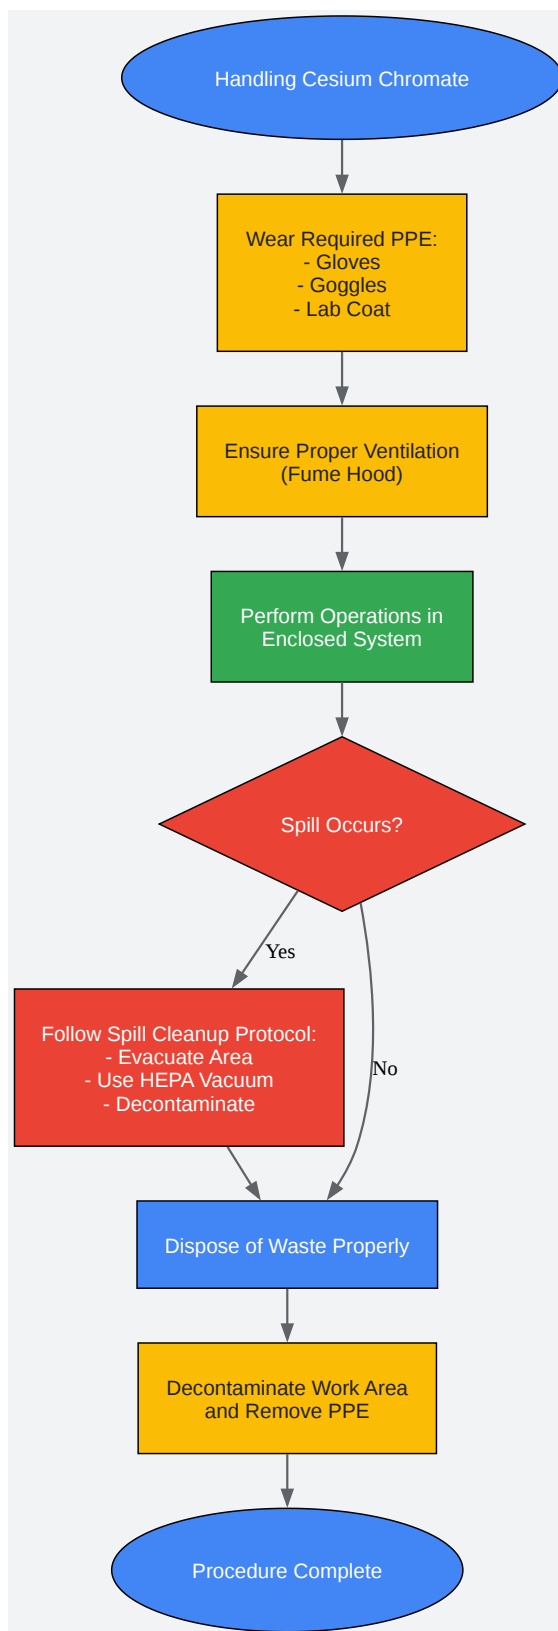 Handling Cesium Chromate
Wear Required PPE:
- Gloves
- Goggles
- Lab Coat
Ensure Proper Ventilation
(Fume Hood)
Perform Operations in
Enclosed System
Spill Occurs?
Yes
Follow Spill Cleanup Protocol:
- Evacuate Area
- Use HEPA Vacuum
- Decontaminate
No
Dispose of Waste Properly
Decontaminate Work Area
and Remove PPE
Procedure Complete